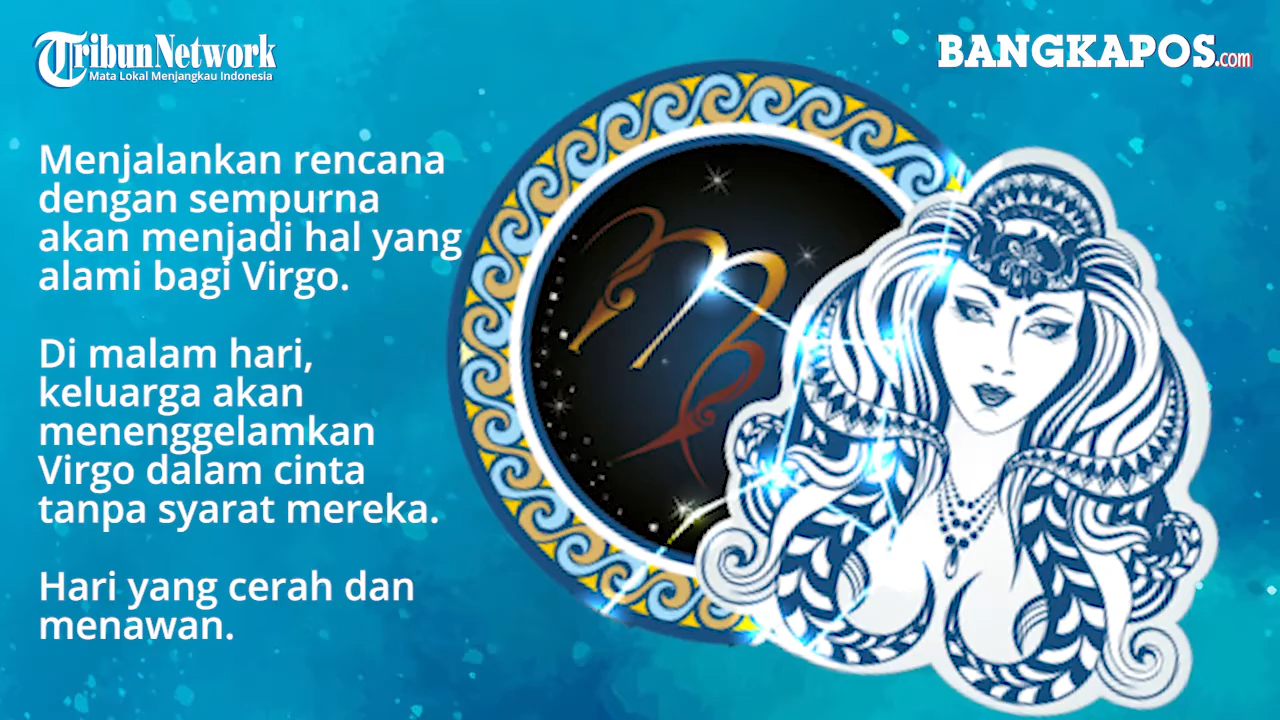 TribunNetwork
Mata Lokal Menjangkau Indonesia
BANGKAPOS.com
Menjalankan rencana
dengan sempurna
akan menjadi hal yang
alami bagi Virgo.
Di malam hari,
keluarga akan
menenggelamkan
Virgo dalam cinta
tanpa syarat mereka.
Hari yang cerah dan
menawan.